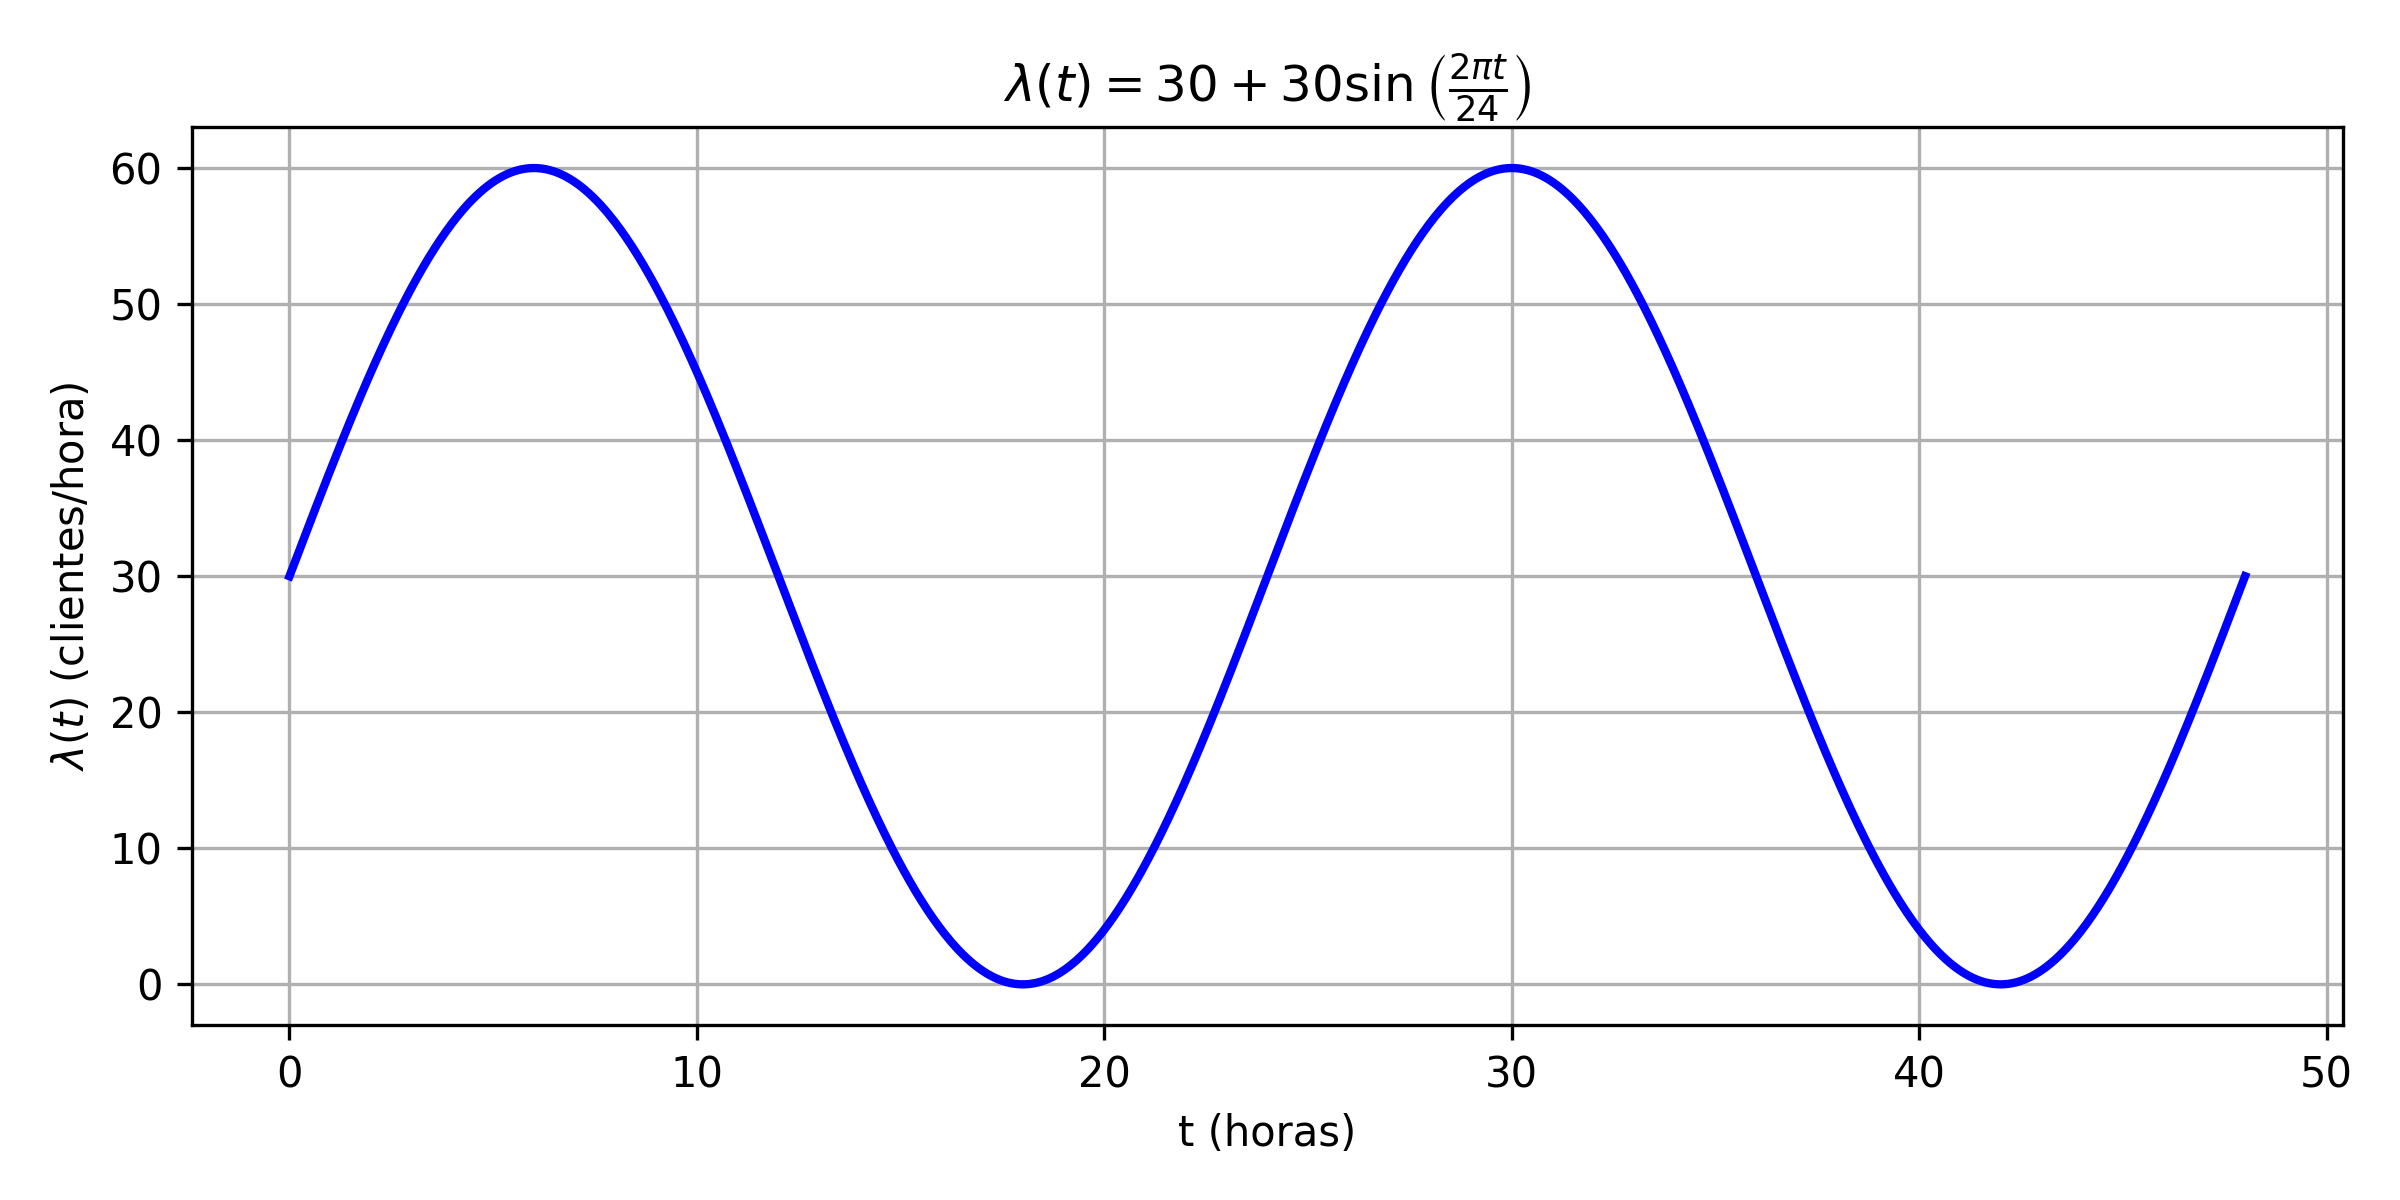 λ(t) = 30 + 30sin(2πt/24)
λ(t) (clientes/hora)
60
50
40
30
20
10
0
0 10 20 30 40 50
t (horas)